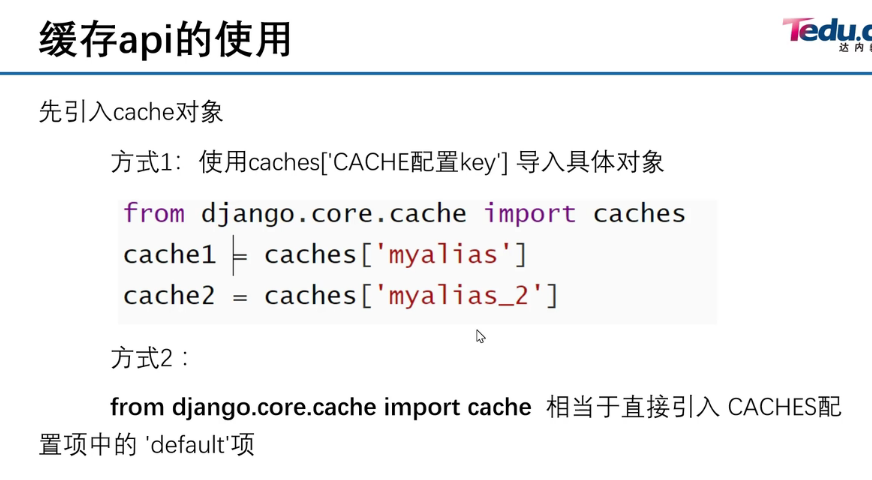 缓存api的使用
Tedu.c
达内
先引入cache对象
方式1： 使用caches['CACHE配置key'] 导入具体对象
from django.core.cache import caches
cache1 = caches['myalias']
cache2 = caches['myalias_2']
方式2：
from django.core.cache import cache 相当于直接引入 CACHES配
置项中的 'default'项